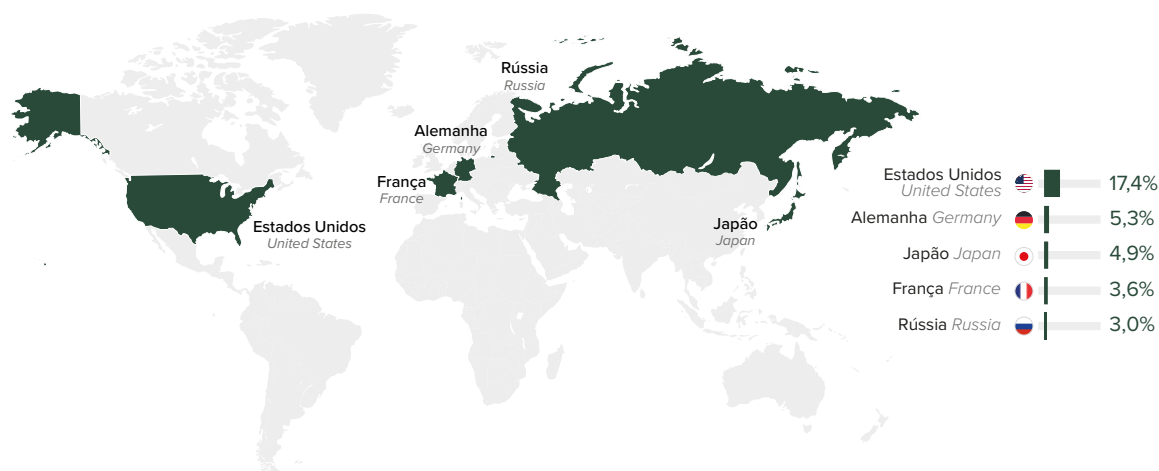 Rússia
Russia
Alemanha
Germany
França
France
Estados Unidos
United States
Japão
Japan
Estados Unidos
United States
17,4%
Alemanha Germany
5,3%
Japão Japan
4,9%
França France
3,6%
Rússia Russia
3,0%